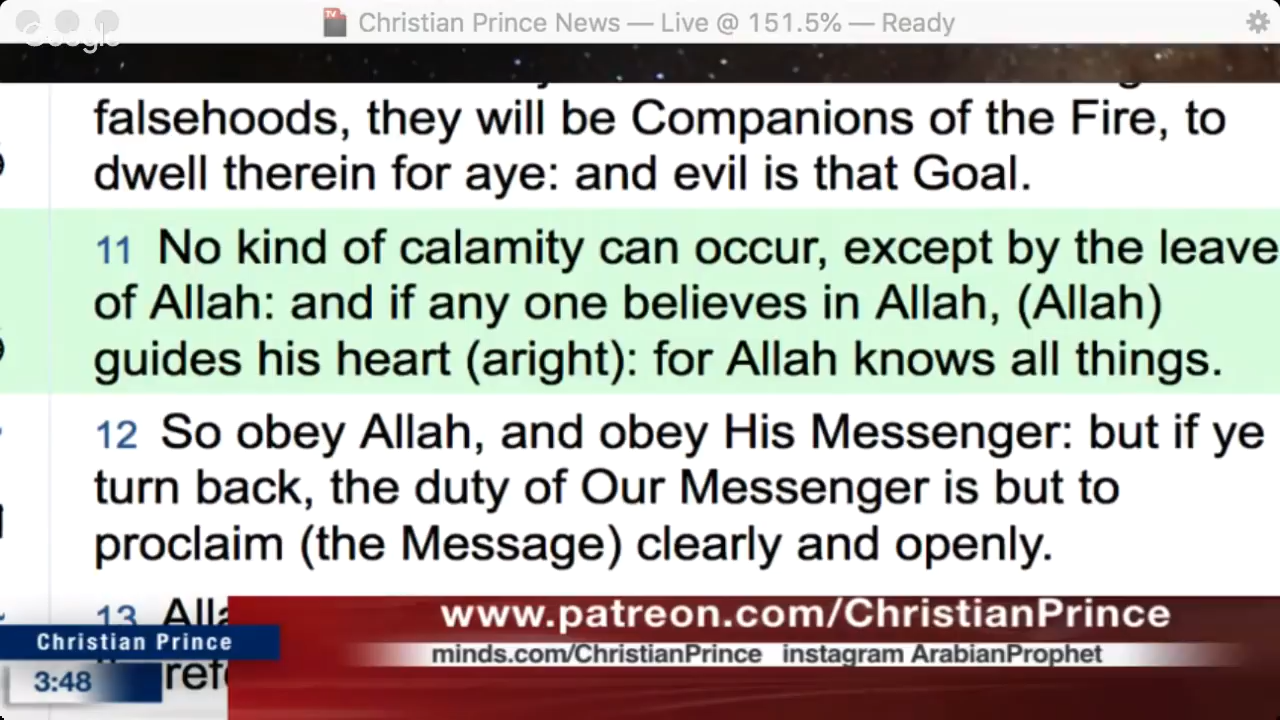 Christian Prince News — Live @ 151.5% — Ready
Google
falsehoods, they will be Companions of the Fire, to
dwell therein for aye: and evil is that Goal.
11 No kind of calamity can occur, except by the leave
of Allah: and if any one believes in Allah, (Allah)
guides his heart (aright): for Allah knows all things.
12 So obey Allah, and obey His Messenger: but if ye
turn back, the duty of Our Messenger is but to
proclaim (the Message) clearly and openly.
13
www.patreon.com/ChristianPrince
Christian Prince
minds.com/ChristianPrince instagram ArabianProphet
3:48